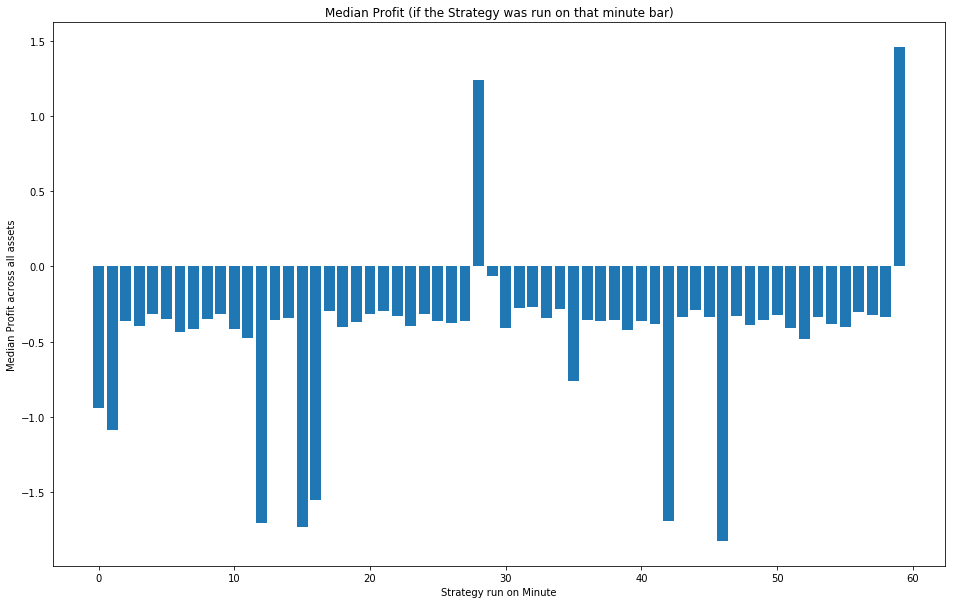 Median Profit (if the Strategy was run on that minute bar)
Median Profit across all assets
1.5
1.0
0.5
0.0
−0.5
−1.0
−1.5
0 10 20 30 40 50 60
Strategy run on Minute